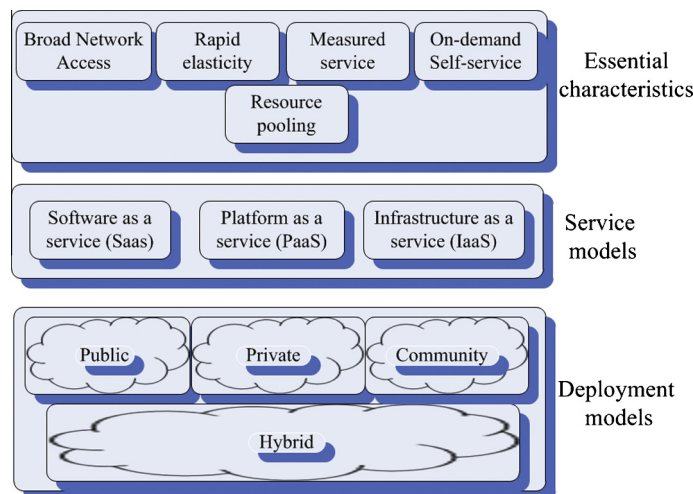 Broad Network
Access
Rapid
elasticity
Measured
service
On-demand
Self-service
Resource
pooling
Essential
characteristics
Software as a
service (Saas)
Platform as a
service (PaaS)
Infrastructure as a
service (IaaS)
Service
models
Public
Private
Community
Hybrid
Deployment
models